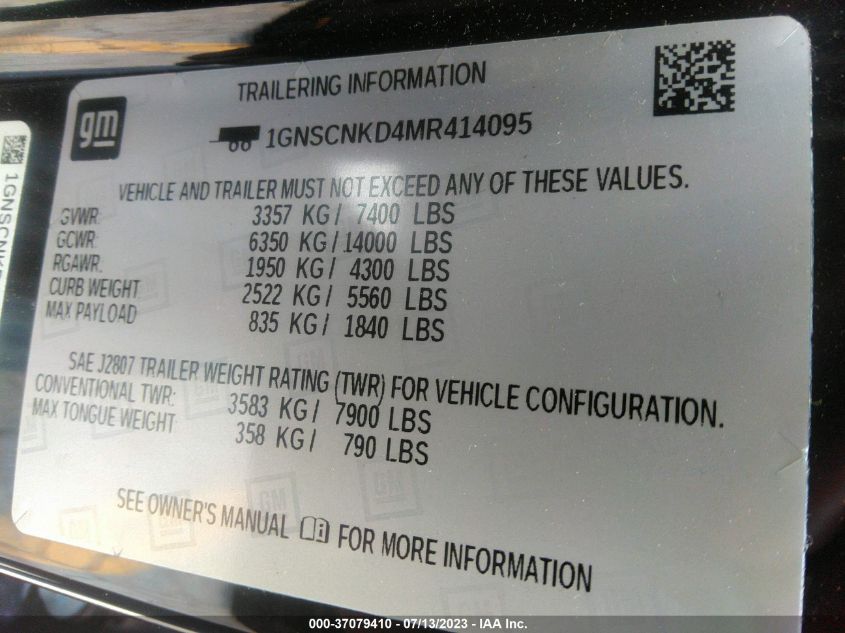 gm
TRAILERING INFORMATION
1GNSCNKD4MR414095
VEHICLE AND TRAILER MUST NOT EXCEED ANY OF THESE VALUES.
GVWR: 3357 KG/ 7400 LBS
GCWR: 6350 KG/14000 LBS
RGAWR: 1950 KG/ 4300 LBS
CURB WEIGHT: 2522 KG/ 5560 LBS
MAX PAYLOAD 835 KG/ 1840 LBS
SAE J2807 TRAILER WEIGHT RATING (TWR) FOR VEHICLE CONFIGURATION.
CONVENTIONAL TWR: 3583 KG/ 7900 LBS
MAX TONGUE WEIGHT: 358 KG/ 790 LBS
SEE OWNER'S MANUAL FOR MORE INFORMATION
000-37079410 - 07/13/2023 - IAA Inc.